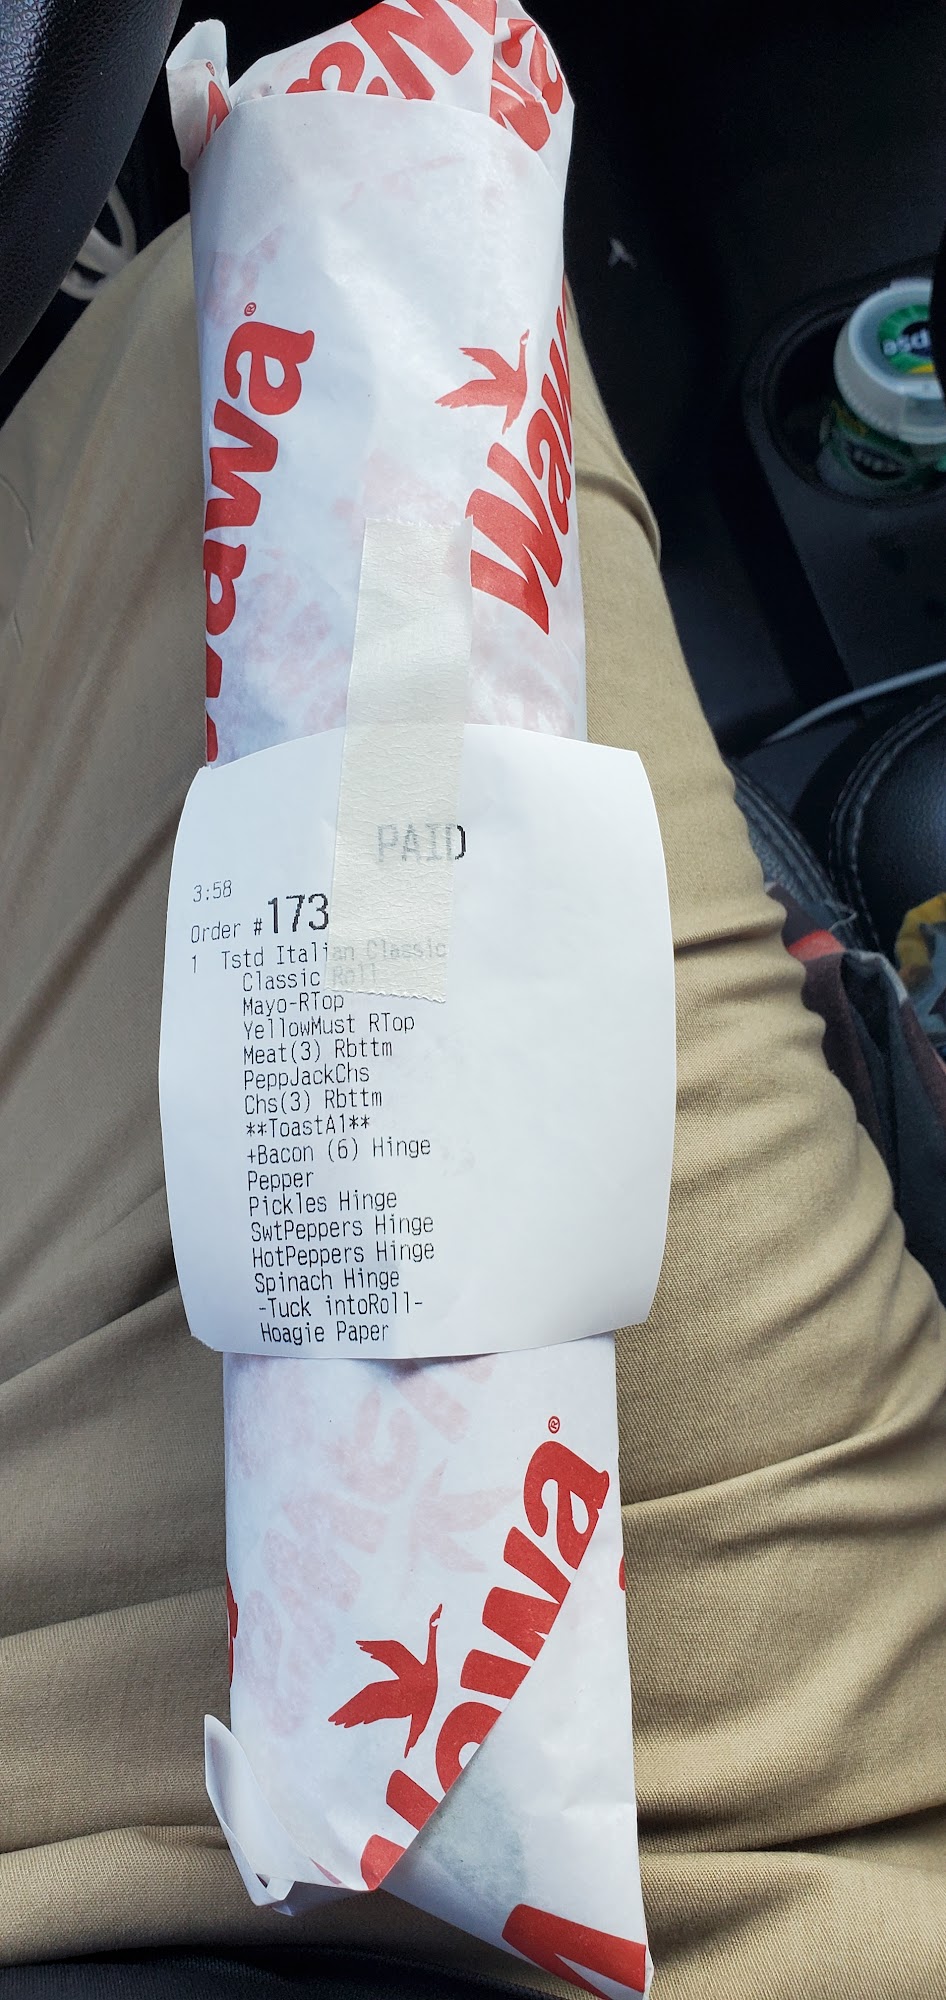 Wawa®
Wawa
PAID
3:58
Order #173
1 Tstd Italian Classic
Classic Roll
Mayo-RTop
YellowMust RTop
Meat(3) Rbttm
PeppJackChs
Chs(3) Rbttm
**ToastA1**
+Bacon (6) Hinge
Pepper
Pickles Hinge
SwtPeppers Hinge
HotPeppers Hinge
Spinach Hinge
-Tuck intoRoll-
Hoagie Paper
Wawa®